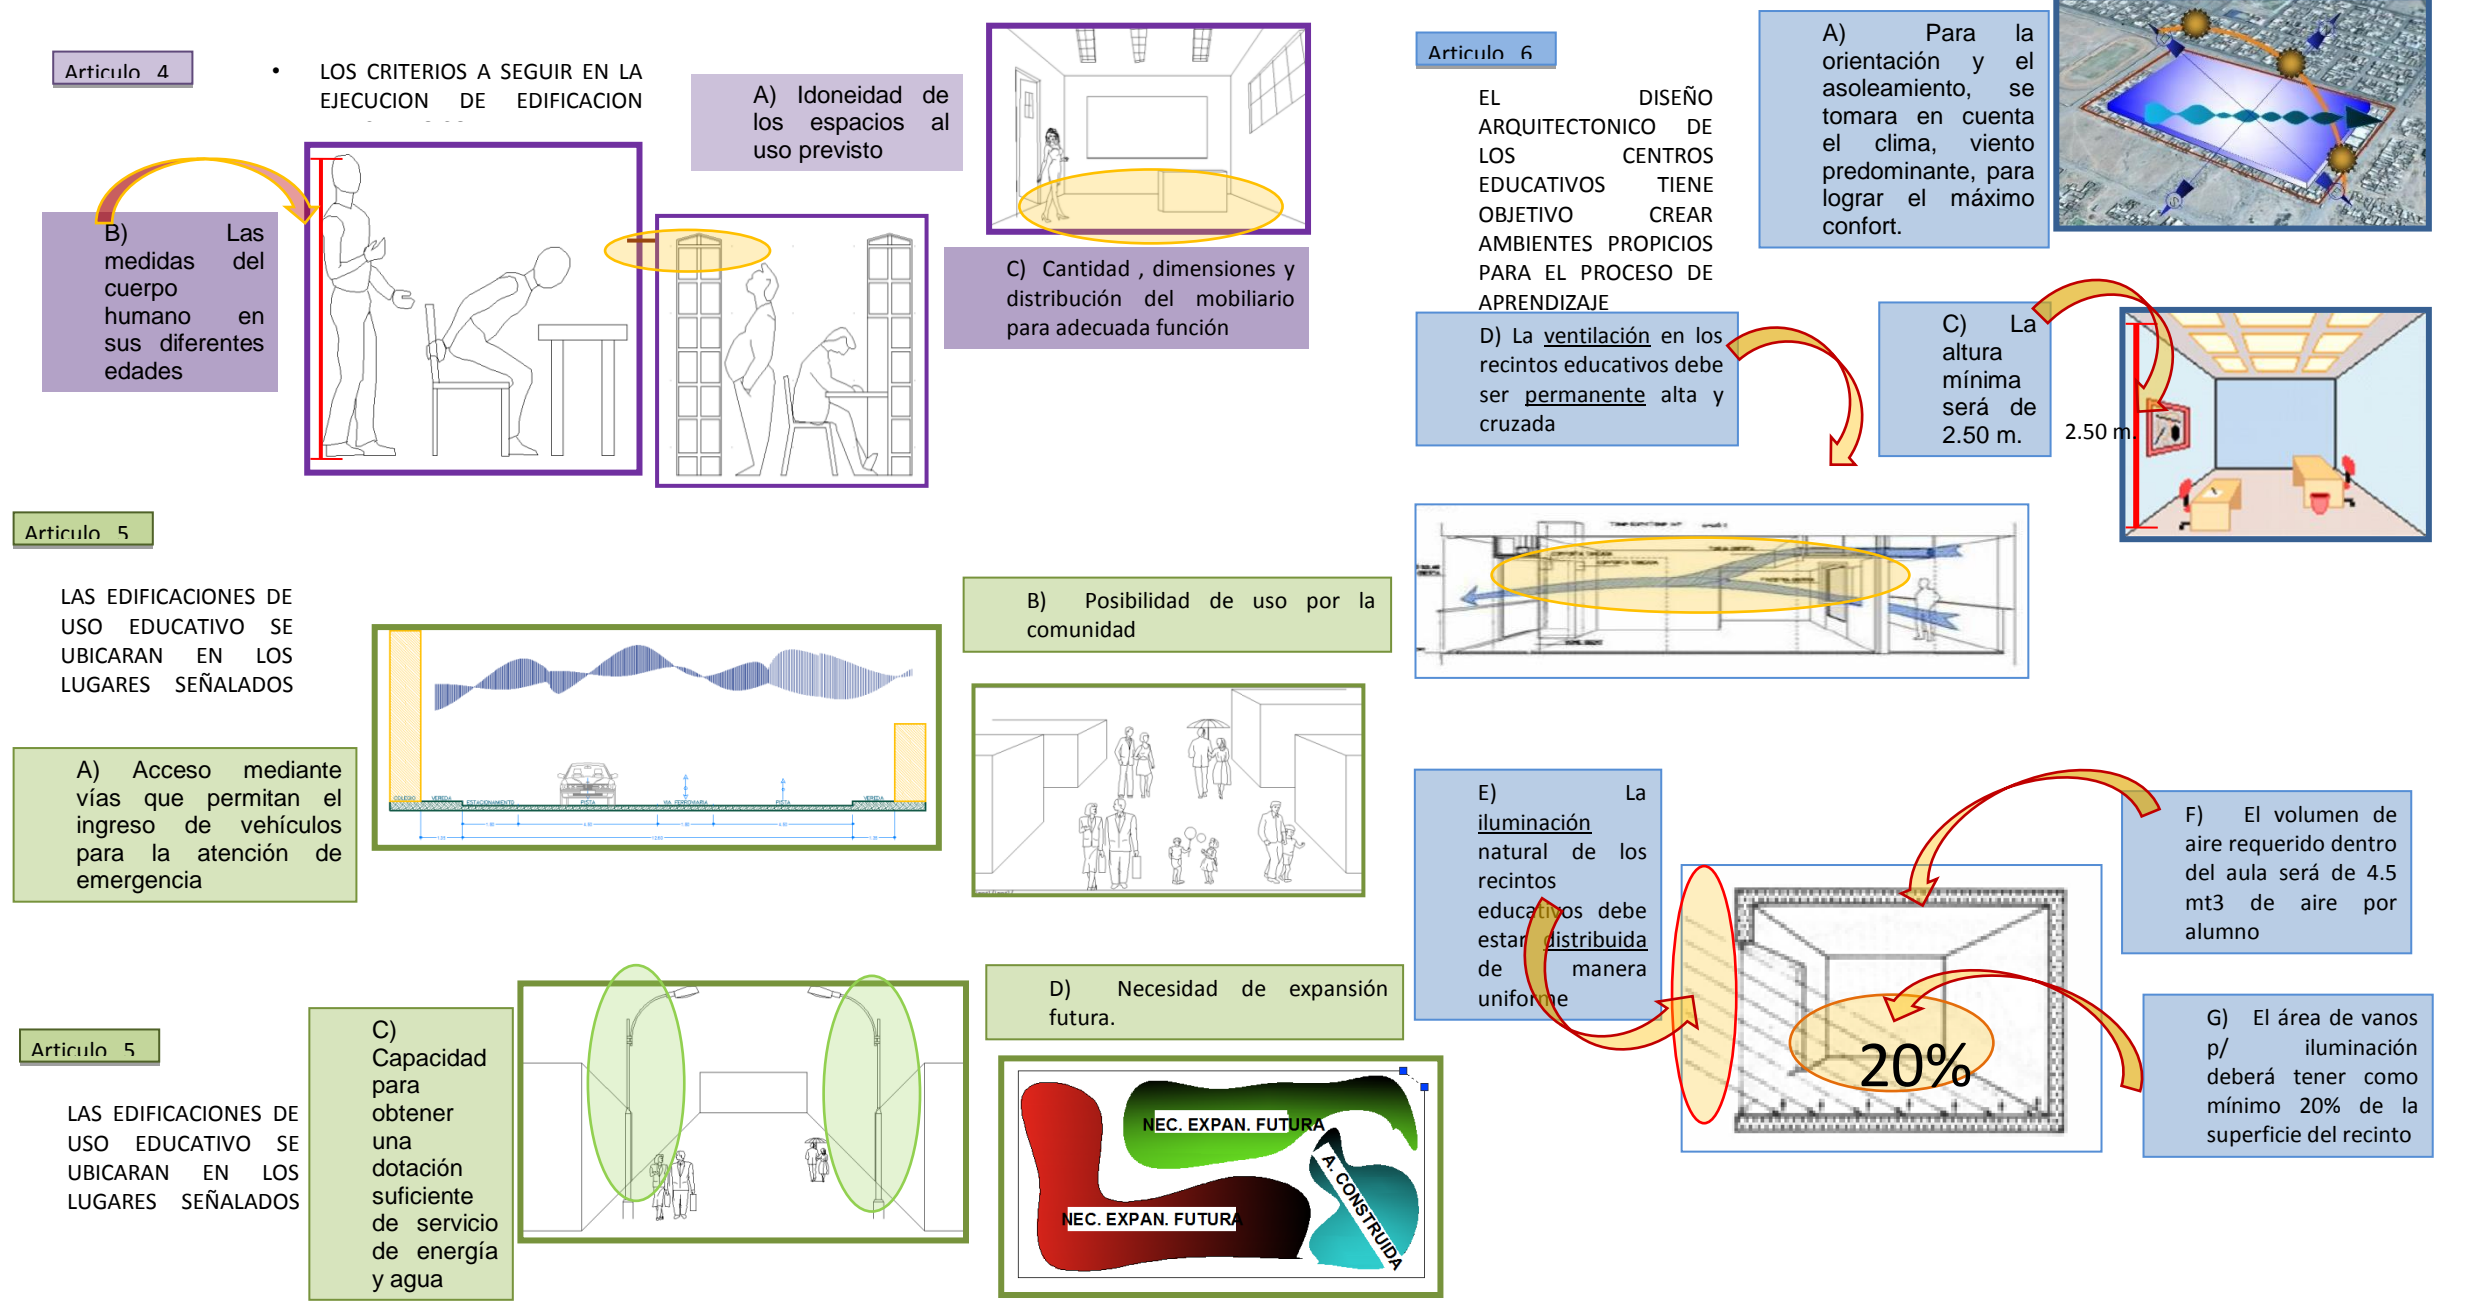 Articulo 4
• LOS CRITERIOS A SEGUIR EN LA
EJECUCION DE EDIFICACION
A) Idoneidad de
los espacios al
uso previsto
B) Las
medidas del
cuerpo
humano en
sus diferentes
edades
C) Cantidad , dimensiones y
distribución del mobiliario
para adecuada función
Articulo 5
LAS EDIFICACIONES DE
USO EDUCATIVO SE
UBICARAN EN LOS
LUGARES SEÑALADOS
A) Acceso mediante
vías que permitan el
ingreso de vehículos
para la atención de
emergencia
COLEGIO VEREDA ESTACIONAMIENTO PISTA VIA FERROVIARIA PISTA VEREDA
B) Posibilidad de uso por la
comunidad
Articulo 5
LAS EDIFICACIONES DE
USO EDUCATIVO SE
UBICARAN EN LOS
LUGARES SEÑALADOS
C)
Capacidad
para
obtener
una
dotación
suficiente
de servicio
de energía
y agua
D) Necesidad de expansión
futura.
NEC. EXPAN. FUTURA
NEC. EXPAN. FUTURA
A. CONSTRUIDA
Articulo 6
EL DISEÑO
ARQUITECTONICO DE
LOS CENTROS
EDUCATIVOS TIENE
OBJETIVO CREAR
AMBIENTES PROPICIOS
PARA EL PROCESO DE
APRENDIZAJE
A) Para la
orientación y el
asoleamiento, se
tomara en cuenta
el clima, viento
predominante, para
lograr el máximo
confort.
D) La ventilación en los
recintos educativos debe
ser permanente alta y
cruzada
C) La
altura
mínima
será de
2.50 m.
2.50 m.
E) La
iluminación
natural de los
recintos
educativos debe
estar distribuida
de manera
uniforme
F) El volumen de
aire requerido dentro
del aula será de 4.5
mt3 de aire por
alumno
20%
G) El área de vanos
p/ iluminación
deberá tener como
mínimo 20% de la
superficie del recinto